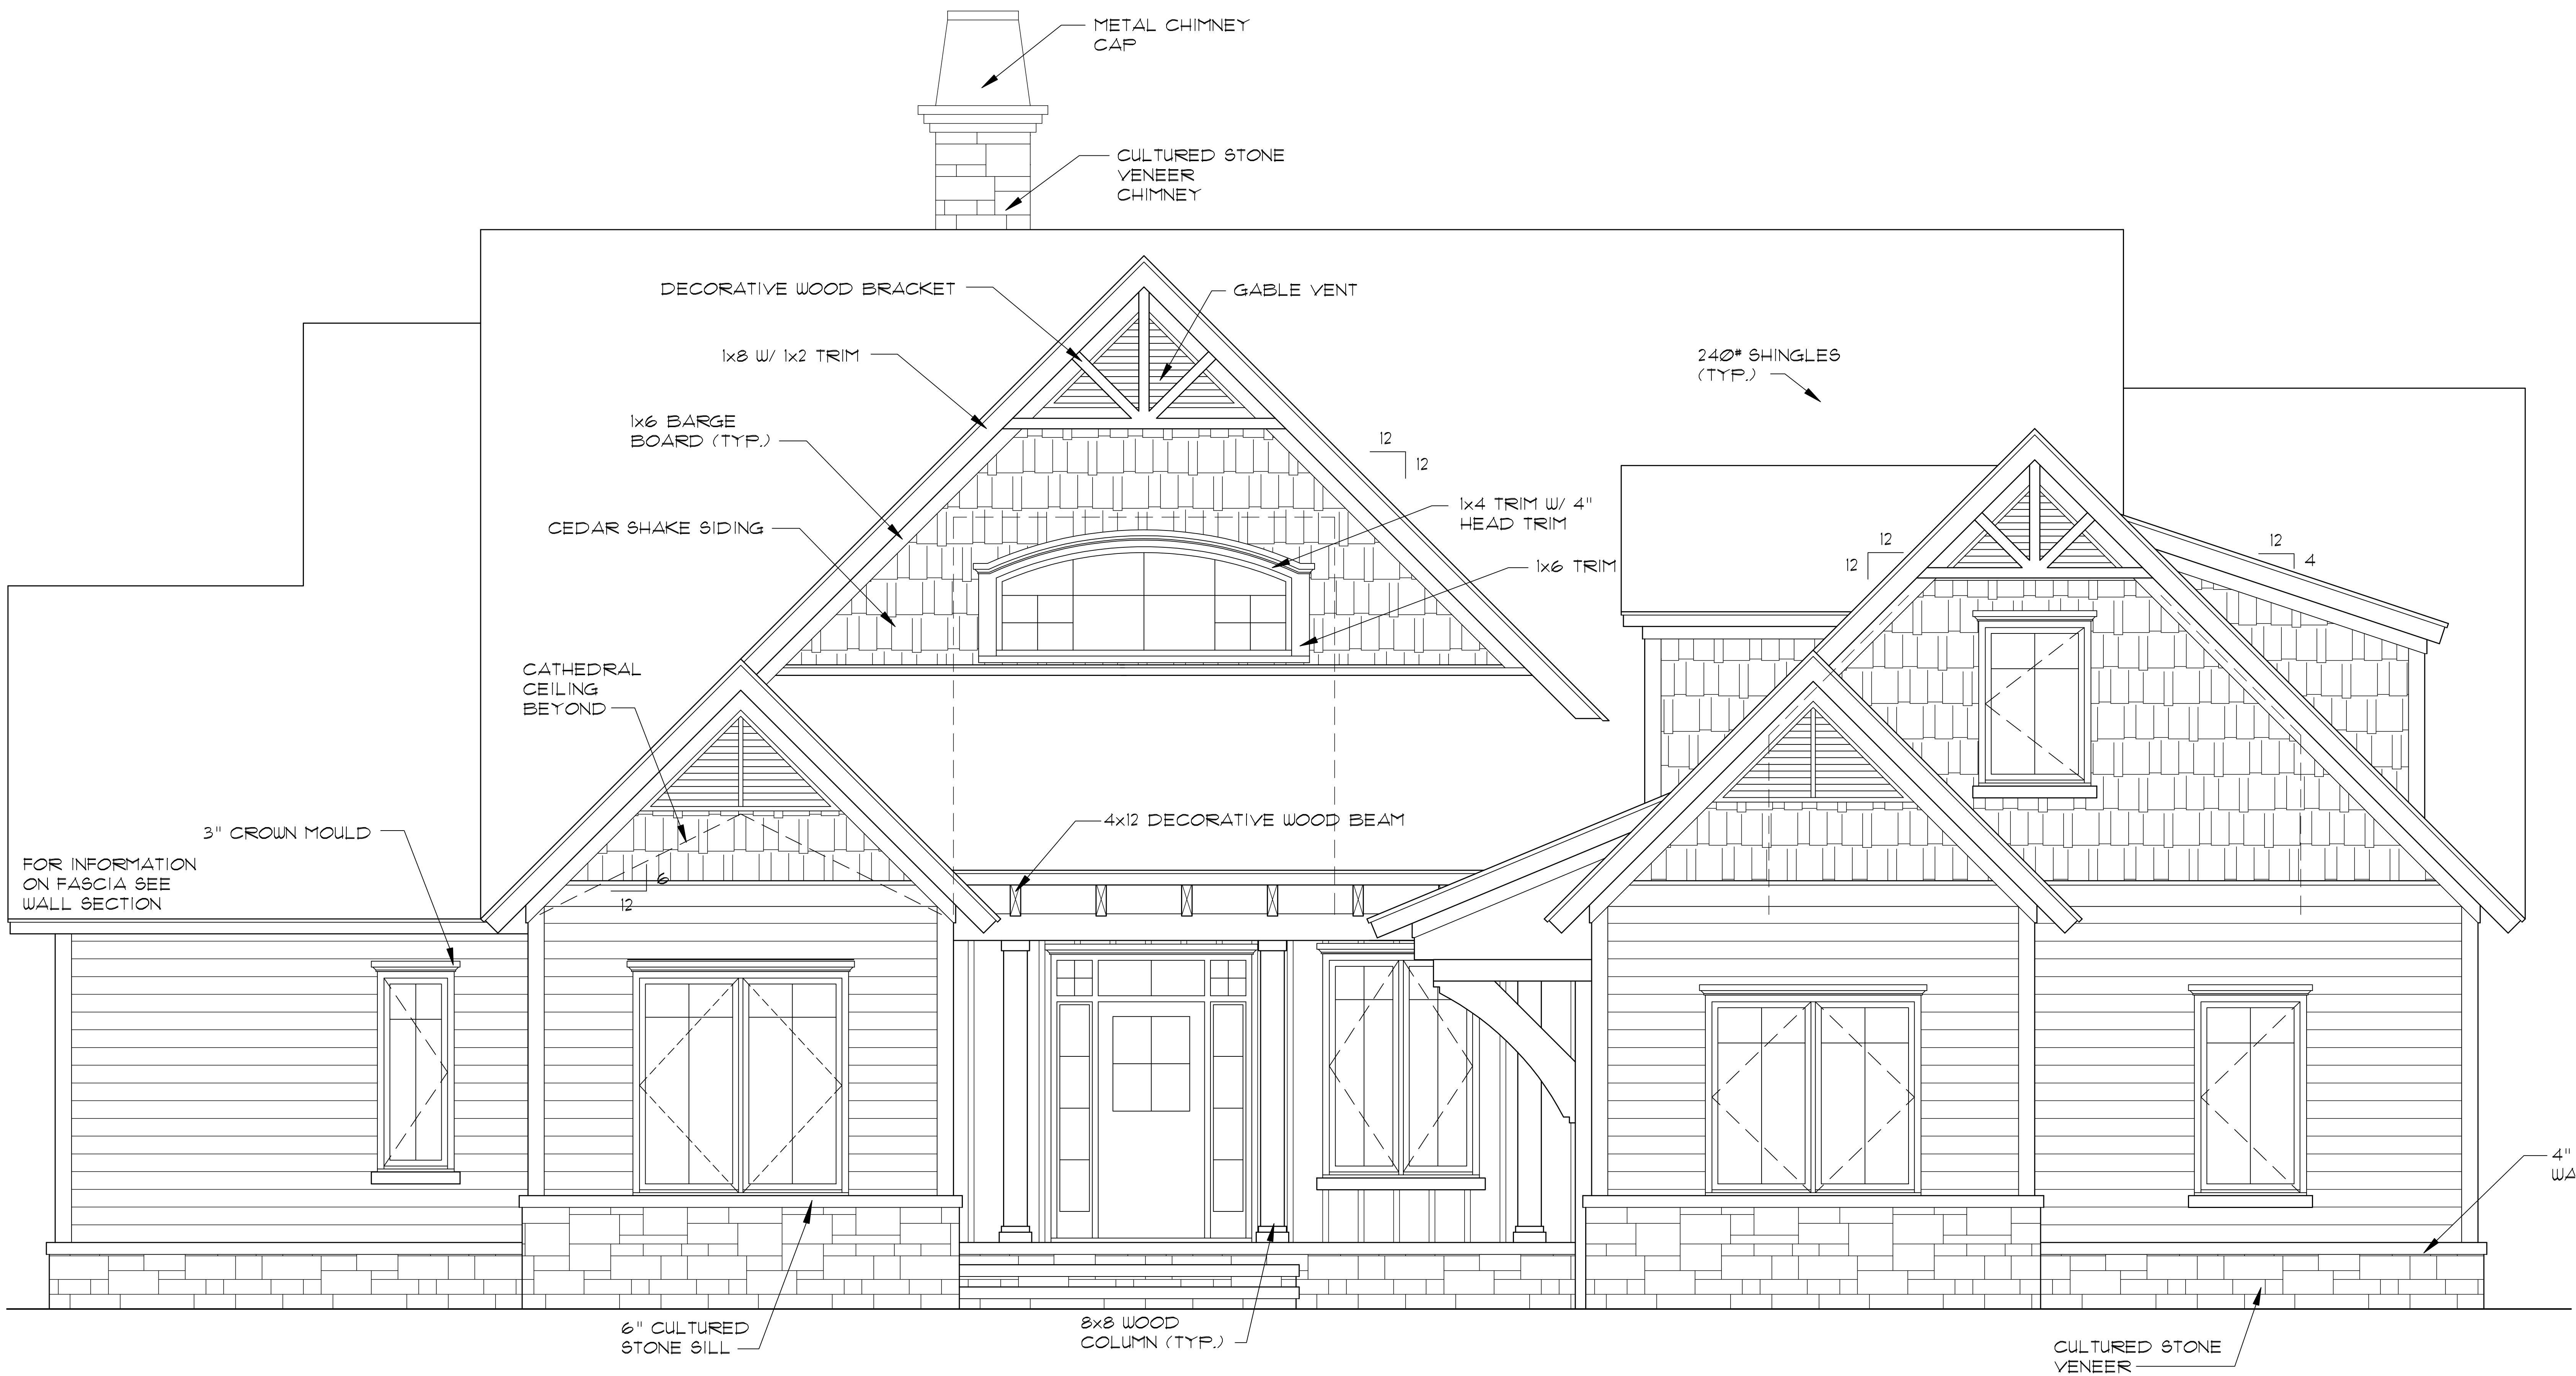 METAL CHIMNEY
CAP
CULTURED STONE
VENEER
CHIMNEY
DECORATIVE WOOD BRACKET
GABLE VENT
1x8 W/ 1x2 TRIM
240# SHINGLES
(TYP.)
1x6 BARGE
BOARD (TYP.)
12
12
CEDAR SHAKE SIDING
1x4 TRIM W/ 4"
HEAD TRIM
1x6 TRIM
12
12
12
4
CATHEDRAL
CEILING
BEYOND
3" CROWN MOULD
4x12 DECORATIVE WOOD BEAM
FOR INFORMATION
ON FASCIA SEE
WALL SECTION
6
12
4"
WA
6" CULTURED
STONE SILL
8x8 WOOD
COLUMN (TYP.)
CULTURED STONE
VENEER